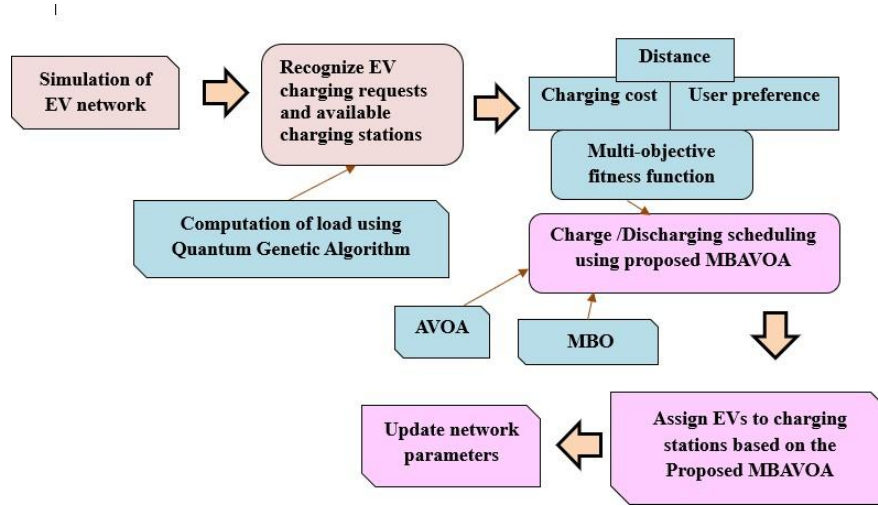 Simulation of
EV network
Recognize EV
charging requests
and available
charging stations
Distance
Charging cost
User preference
Multi-objective
fitness function
Computation of load using
Quantum Genetic Algorithm
Charge /Discharging scheduling
using proposed MBAVOA
AVOA
MBO
Update network
parameters
Assign EVs to charging
stations based on the
Proposed MBAVOA